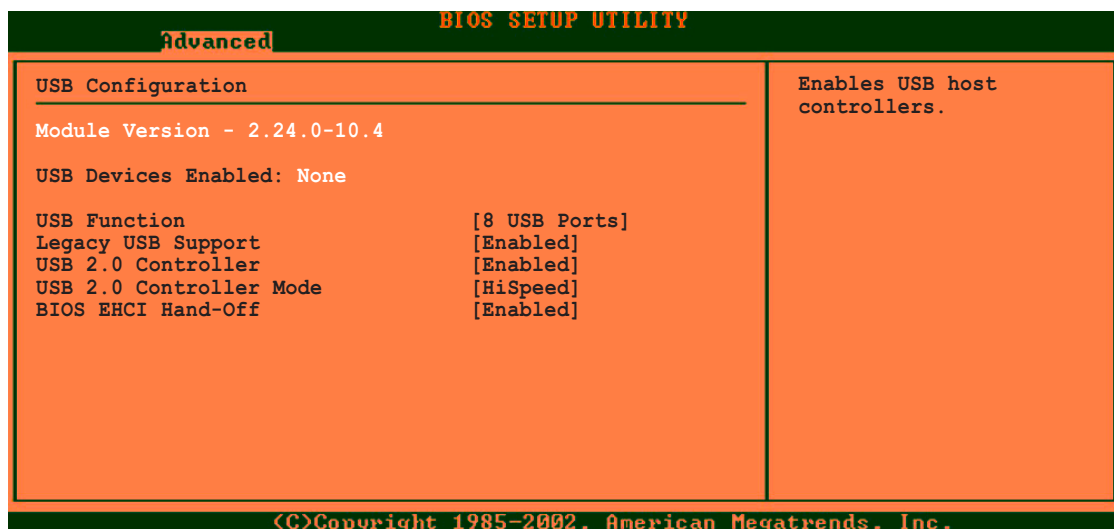 BIOS SETUP UTILITY
Advanced
USB Configuration
Module Version - 2.24.0-10.4
USB Devices Enabled: None
USB Function [8 USB Ports]
Legacy USB Support [Enabled]
USB 2.0 Controller [Enabled]
USB 2.0 Controller Mode [HiSpeed]
BIOS EHCI Hand-Off [Enabled]
Enables USB host
controllers.
(C)Copyright 1985-2002, American Megatrends, Inc.